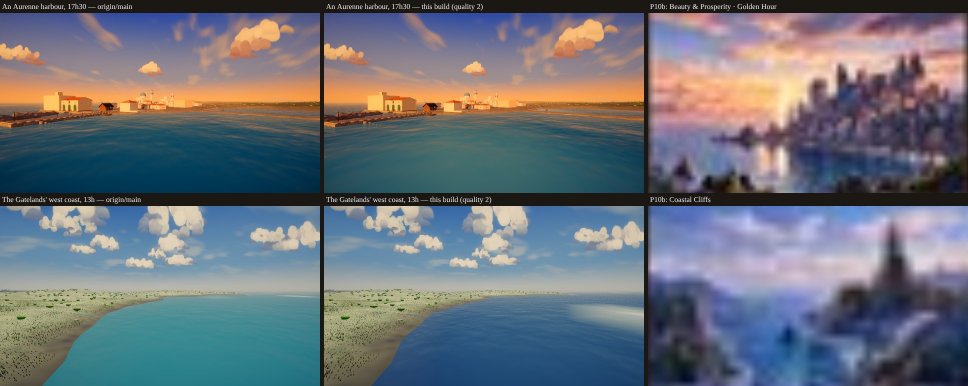 An Aurenne harbour, 17h30 — origin/main
An Aurenne harbour, 17h30 — this build (quality 2)
P10b: Beauty & Prosperity · Golden Hour
The Gatelands' west coast, 13h — origin/main
The Gatelands' west coast, 13h — this build (quality 2)
P10b: Coastal Cliffs